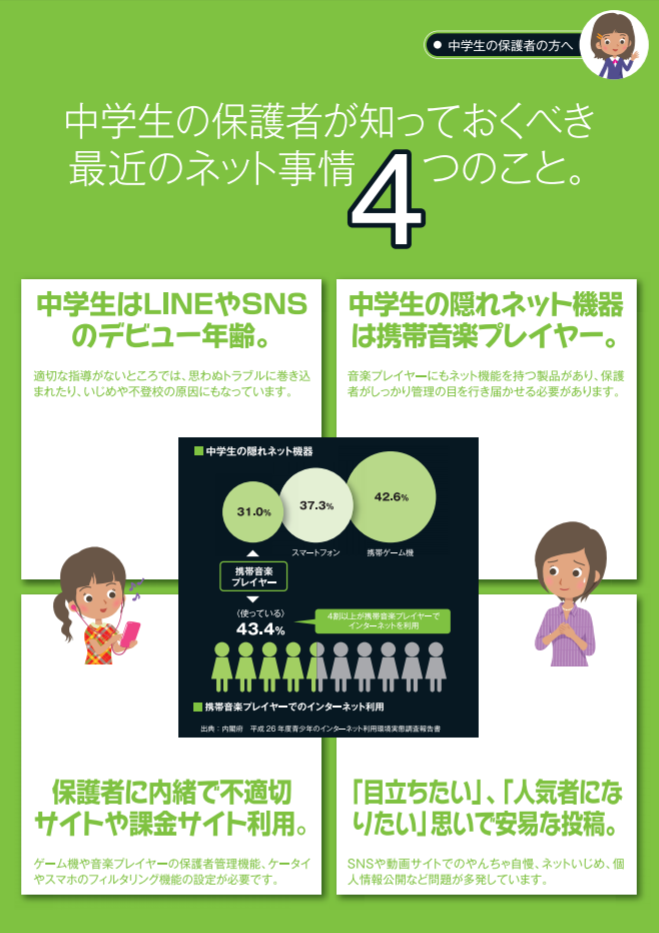 中学生の保護者の方へ
中学生の保護者が知っておくべき
最近のネット事情4つのこと。
中学生はLINEやSNS
のデビュー年齢。
適切な指導がないところでは、思わぬトラブルに巻き込
まれたり、いじめや不登校の原因にもなっています。
中学生の隠れネット機器
は携帯音楽プレイヤー。
音楽プレイヤーにもネット機能を持つ製品があり、保護
者がしっかり管理の目を行き届かせる必要があります。
■中学生の隠れネット機器
31.0%
37.3%
42.6%
スマートフォン
携帯ゲーム機
携帯音楽
プレイヤー
(使っている)
43.4%
4割以上が携帯音楽プレイヤーで
インターネットを利用
■携帯音楽プレイヤーでのインターネット利用
出典：内閣府 平成26年度青少年のインターネット利用環境実態調査報告書
保護者に内緒で不適切
サイトや課金サイト利用。
ゲーム機や音楽プレイヤーの保護者管理機能、ケータイ
やスマホのフィルタリング機能の設定が必要です。
「目立ちたい」、「人気者にな
りたい」思いで安易な投稿。
SNSや動画サイトでのやんちゃ自慢、ネットいじめ、個
人情報公開など問題が多発しています。